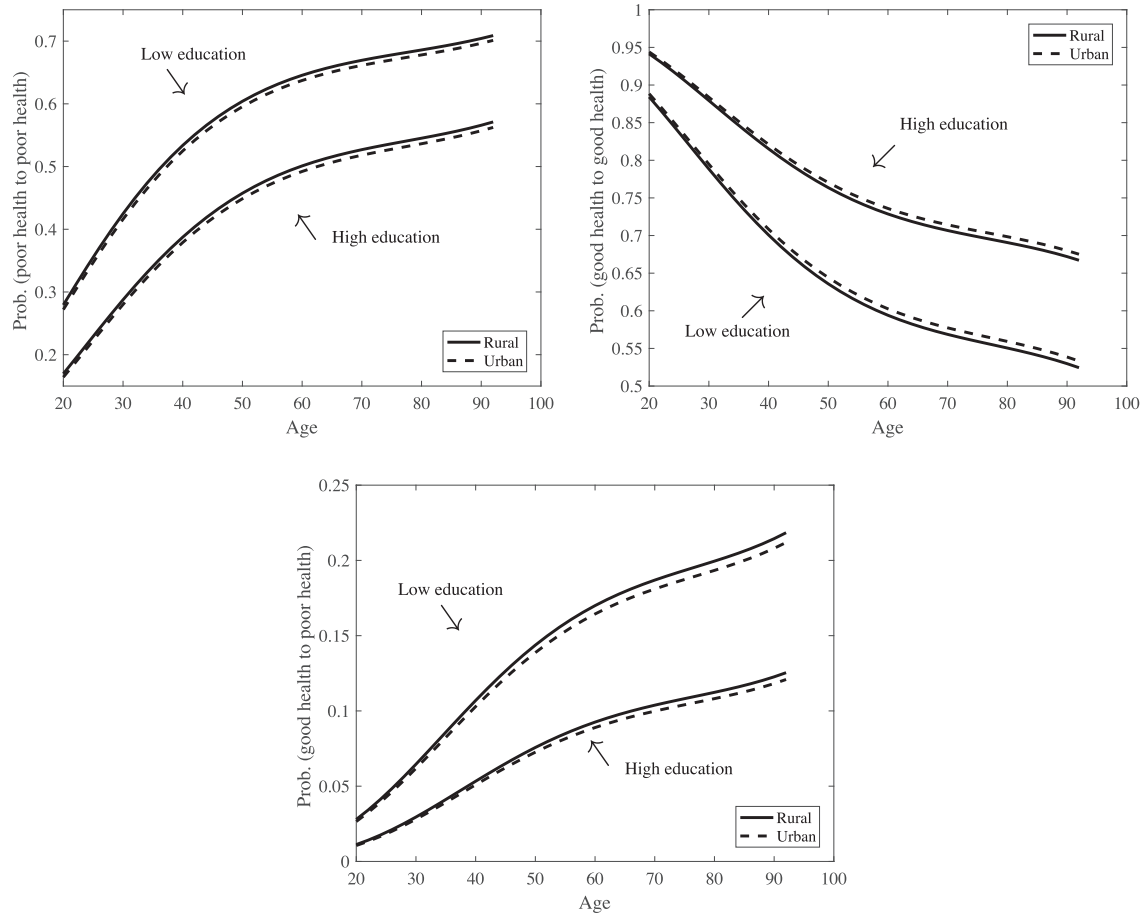 Prob. (poor health to poor health)
0.7
0.6
0.5
0.4
0.3
0.2
Low education
High education
Rural
Urban
20 30 40 50 60 70 80 90 100
Age
Prob. (good health to good health)
1
0.95
0.9
0.85
0.8
0.75
0.7
0.65
0.6
0.55
0.5
Rural
Urban
High education
Low education
20 30 40 50 60 70 80 90 100
Age
Prob. (good health to poor health)
0.25
0.2
0.15
0.1
0.05
0
Low education
High education
Rural
Urban
20 30 40 50 60 70 80 90 100
Age